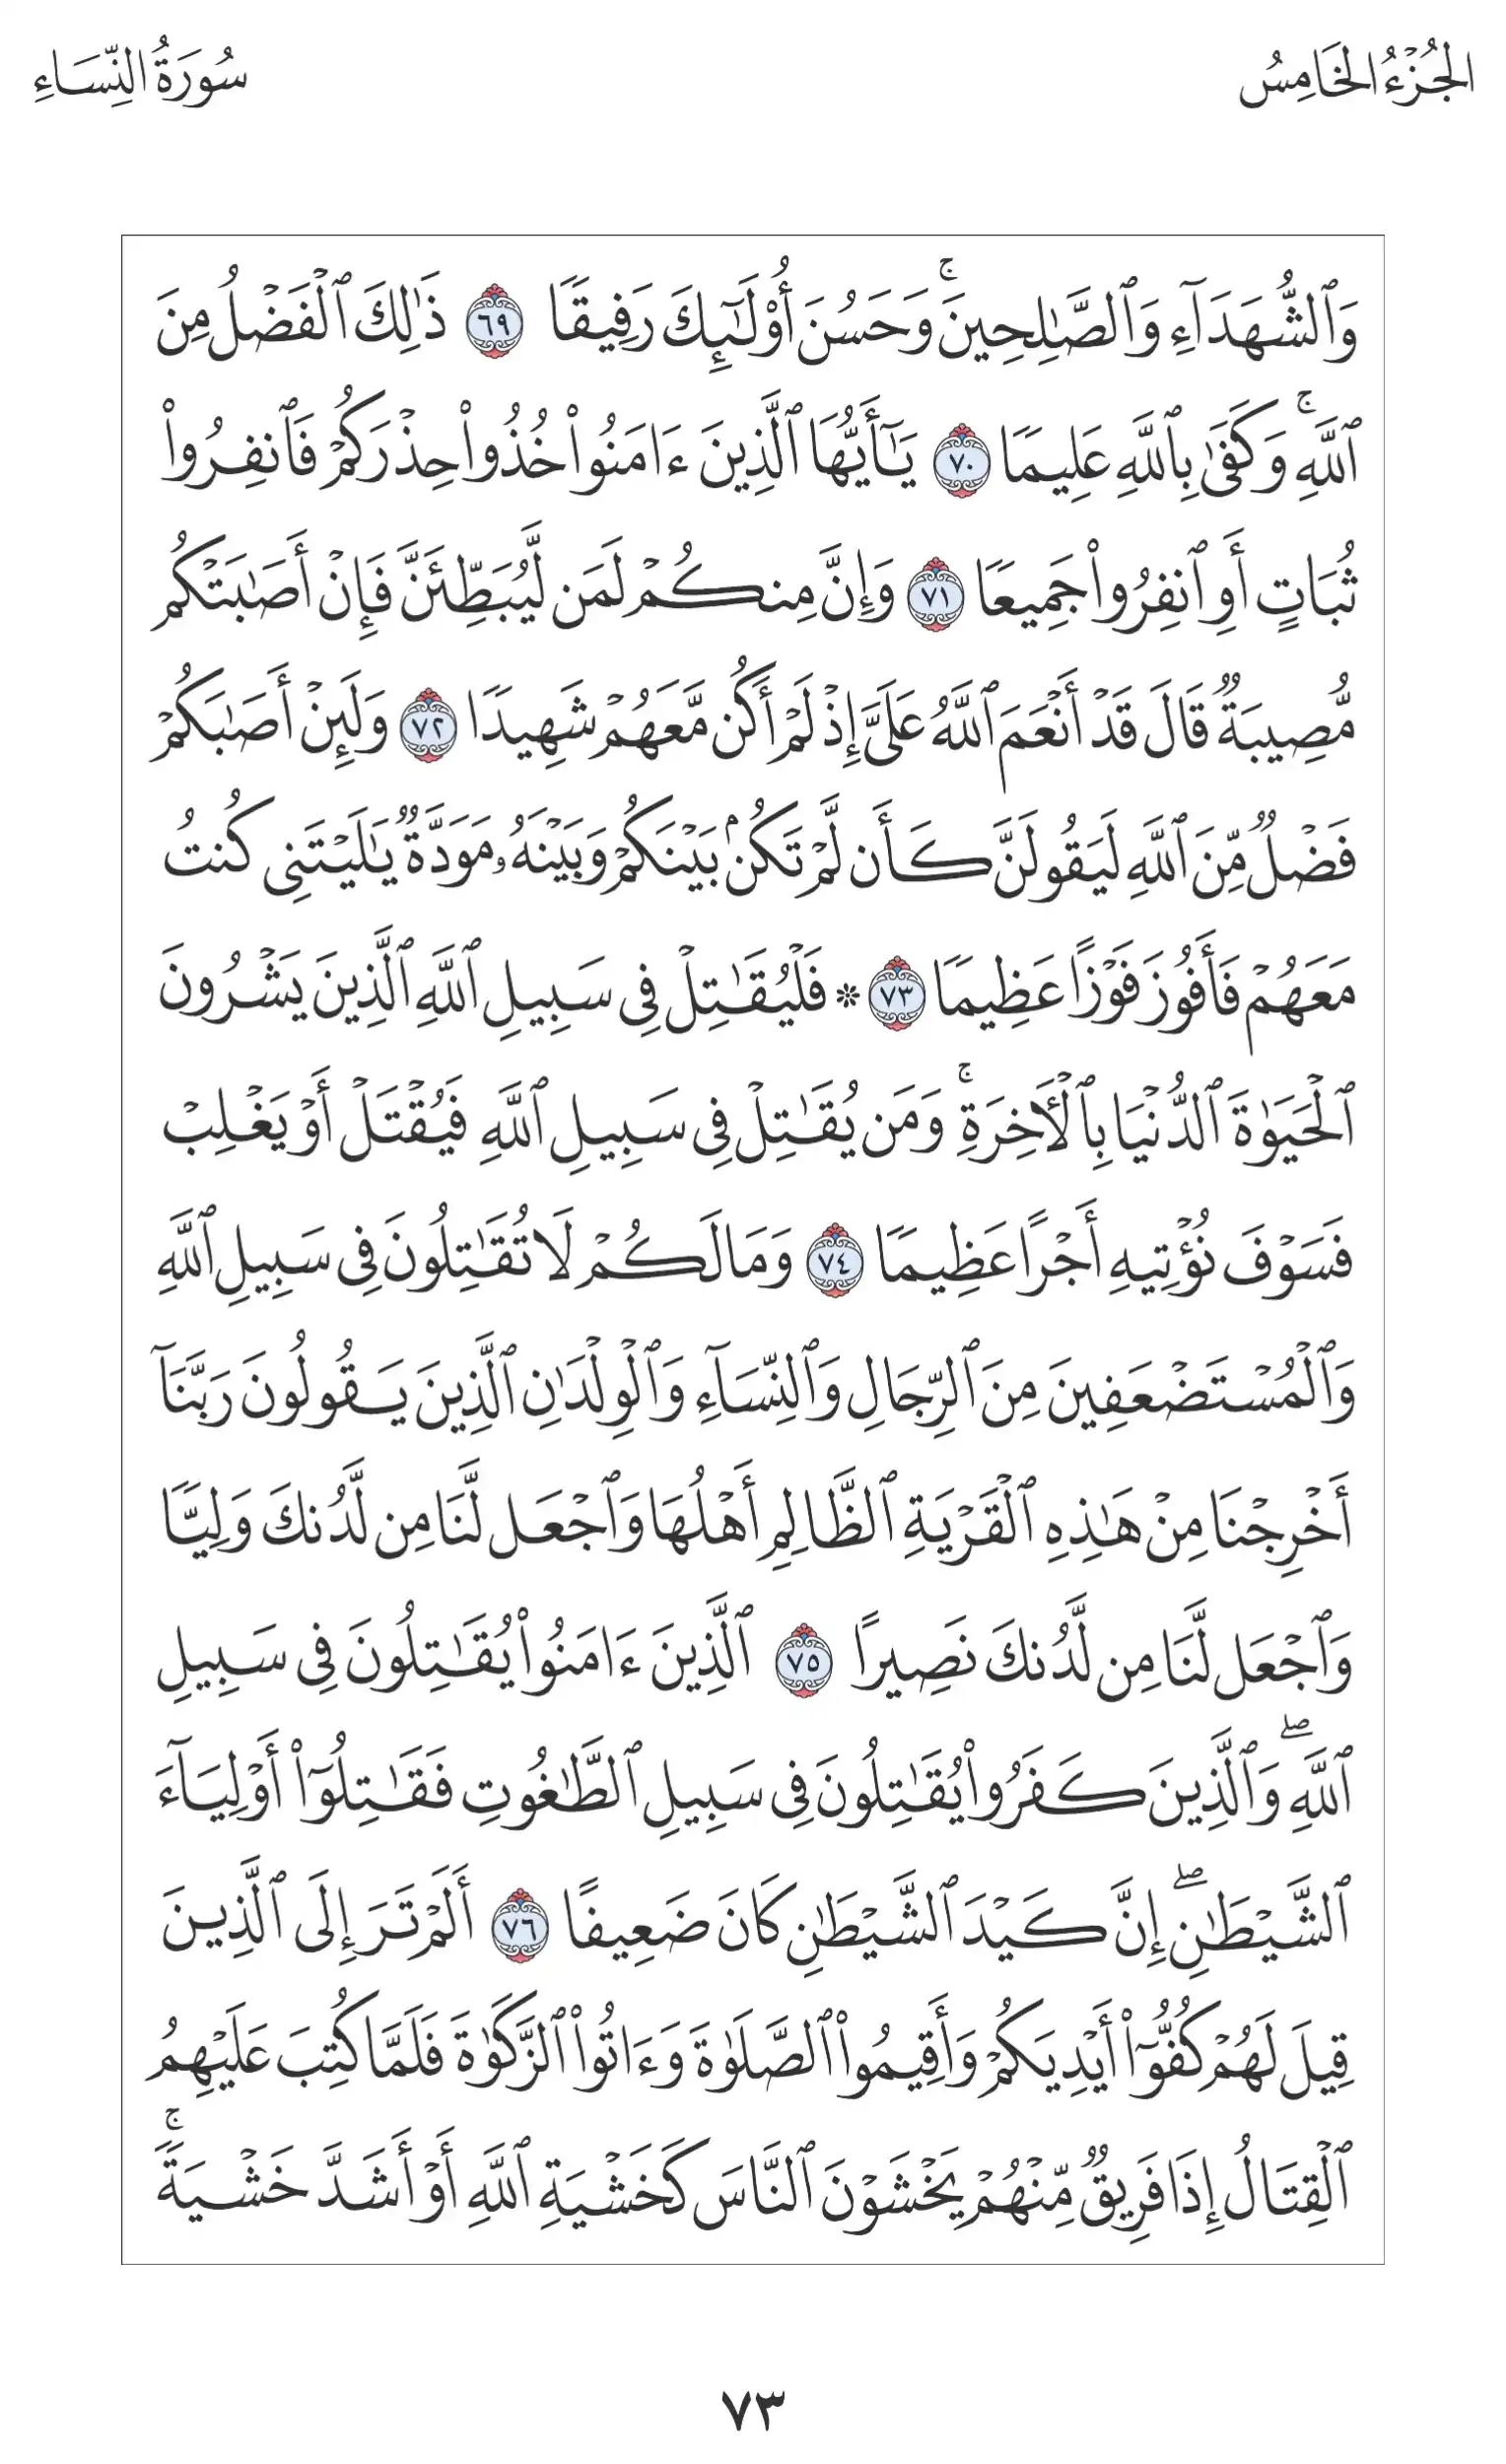 الجُزْءُ الخَامِسُ
سُورَةُ النِّسَاءِ
وَٱلشُّهَدَآءِ وَٱلصَّٰلِحِينَۚ وَحَسُنَ أُوْلَٰٓئِكَ رَفِيقٗا ٦٩ ذَٰلِكَ ٱلۡفَضۡلُ مِنَ
ٱللَّهِۚ وَكَفَىٰ بِٱللَّهِ عَلِيمٗا ٧٠ يَٰٓأَيُّهَا ٱلَّذِينَ ءَامَنُواْ خُذُواْ حِذۡرَكُمۡ فَٱنفِرُواْ
ثُبَاتٍ أَوِ ٱنفِرُواْ جَمِيعٗا ٧١ وَإِنَّ مِنكُمۡ لَمَن لَّيُبَطِّئَنَّ فَإِنۡ أَصَٰبَتۡكُم
مُّصِيبَةٞ قَالَ قَدۡ أَنۡعَمَ ٱللَّهُ عَلَيَّ إِذۡ لَمۡ أَكُن مَّعَهُمۡ شَهِيدٗا ٧٢ وَلَئِنۡ أَصَٰبَكُمۡ
فَضۡلٞ مِّنَ ٱللَّهِ لَيَقُولَنَّ كَأَن لَّمۡ تَكُنۢ بَيۡنَكُمۡ وَبَيۡنَهُۥ مَوَدَّةٞ يَٰلَيۡتَنِي كُنتُ
مَعَهُمۡ فَأَفُوزَ فَوۡزًا عَظِيمٗا ٧٣ * فَلۡيُقَٰتِلۡ فِي سَبِيلِ ٱللَّهِ ٱلَّذِينَ يَشۡرُونَ
ٱلۡحَيَوٰةَ ٱلدُّنۡيَا بِٱلۡأٓخِرَةِۚ وَمَن يُقَٰتِلۡ فِي سَبِيلِ ٱللَّهِ فَيُقۡتَلۡ أَوۡ يَغۡلِبۡ
فَسَوۡفَ نُؤۡتِيهِ أَجۡرًا عَظِيمٗا ٧٤ وَمَا لَكُمۡ لَا تُقَٰتِلُونَ فِي سَبِيلِ ٱللَّهِ
وَٱلۡمُسۡتَضۡعَفِينَ مِنَ ٱلرِّجَالِ وَٱلنِّسَآءِ وَٱلۡوِلۡدَٰنِ ٱلَّذِينَ يَقُولُونَ رَبَّنَآ
أَخۡرِجۡنَا مِنۡ هَٰذِهِ ٱلۡقَرۡيَةِ ٱلظَّالِمِ أَهۡلُهَا وَٱجۡعَل لَّنَا مِن لَّدُنكَ وَلِيّٗا
وَٱجۡعَل لَّنَا مِن لَّدُنكَ نَصِيرًا ٧٥ ٱلَّذِينَ ءَامَنُواْ يُقَٰتِلُونَ فِي سَبِيلِ
ٱللَّهِۖ وَٱلَّذِينَ كَفَرُواْ يُقَٰتِلُونَ فِي سَبِيلِ ٱلطَّٰغُوتِ فَقَٰتِلُوٓاْ أَوۡلِيَآءَ
ٱلشَّيۡطَٰنِۖ إِنَّ كَيۡدَ ٱلشَّيۡطَٰنِ كَانَ ضَعِيفًا ٧٦ أَلَمۡ تَرَ إِلَى ٱلَّذِينَ
قِيلَ لَهُمۡ كُفُّوٓاْ أَيۡدِيَكُمۡ وَأَقِيمُواْ ٱلصَّلَوٰةَ وَءَاتُواْ ٱلزَّكَوٰةَ فَلَمَّا كُتِبَ عَلَيۡهِمُ
ٱلۡقِتَالُ إِذَا فَرِيقٞ مِّنۡهُمۡ يَخۡشَوۡنَ ٱلنَّاسَ كَخَشۡيَةِ ٱللَّهِ أَوۡ أَشَدَّ خَشۡيَةٗۚ
٧٣